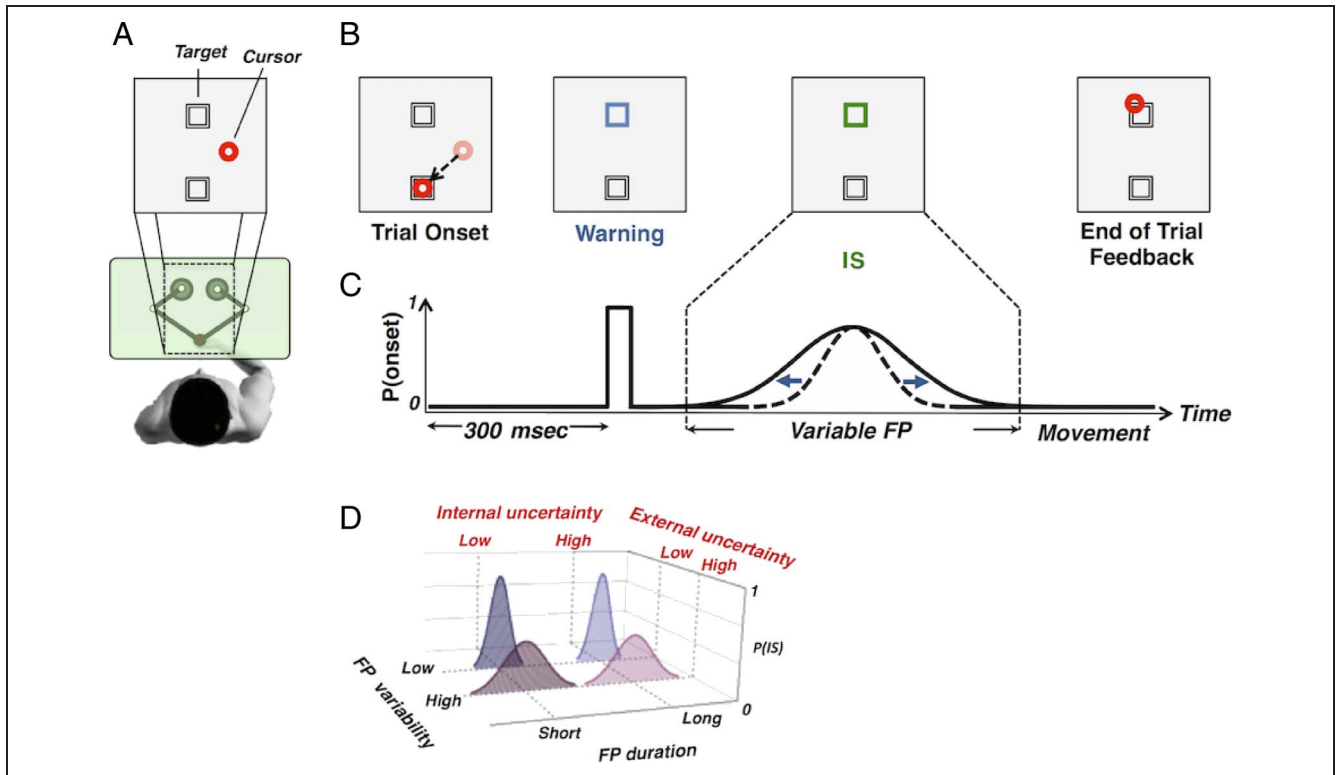 A
Target
Cursor
B
Trial Onset
Warning
IS
End of Trial
Feedback
C
P(onset)
1
0
300 msec
Variable FP
Movement
Time
D
Internal uncertainty
Low
High
External uncertainty
Low
High
1
P(IS)
0
Low
High
FP variability
Short
Long
FP duration